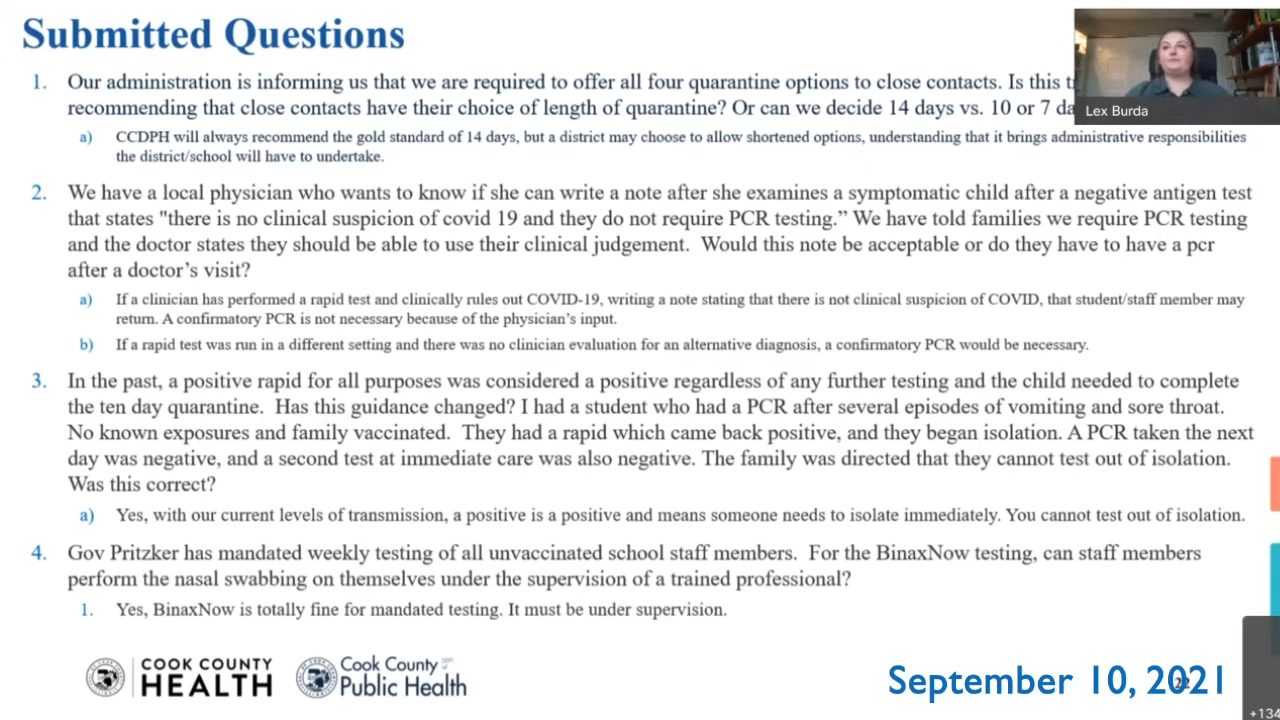 Submitted Questions
1. Our administration is informing us that we are required to offer all four quarantine options to close contacts. Is this
recommending that close contacts have their choice of length of quarantine? Or can we decide 14 days vs. 10 or 7
Lex Burda
a) CCDPH will always recommend the gold standard of 14 days, but a district may choose to allow shortened options, understanding that it brings administrative responsibilities
the district/school will have to undertake.
2. We have a local physician who wants to know if she can write a note after she examines a symptomatic child after a negative antigen test
that states "there is no clinical suspicion of covid 19 and they do not require PCR testing.” We have told families we require PCR testing
and the doctor states they should be able to use their clinical judgement. Would this note be acceptable or do they have to have a pcr
after a doctor’s visit?
a) If a clinician has performed a rapid test and clinically rules out COVID-19, writing a note stating that there is not clinical suspicion of COVID, that student/staff member may
return. A confirmatory PCR is not necessary because of the physician’s input.
b) If a rapid test was run in a different setting and there was no clinician evaluation for an alternative diagnosis, a confirmatory PCR would be necessary.
3. In the past, a positive rapid for all purposes was considered a positive regardless of any further testing and the child needed to complete
the ten day quarantine. Has this guidance changed? I had a student who had a PCR after several episodes of vomiting and sore throat.
No known exposures and family vaccinated. They had a rapid which came back positive, and they began isolation. A PCR taken the next
day was negative, and a second test at immediate care was also negative. The family was directed that they cannot test out of isolation.
Was this correct?
a) Yes, with our current levels of transmission, a positive is a positive and means someone needs to isolate immediately. You cannot test out of isolation.
4. Gov Pritzker has mandated weekly testing of all unvaccinated school staff members. For the BinaxNow testing, can staff members
perform the nasal swabbing on themselves under the supervision of a trained professional?
1. Yes, BinaxNow is totally fine for mandated testing. It must be under supervision.
COOK COUNTY
HEALTH
Cook County
Public Health
September 10, 2021
+134